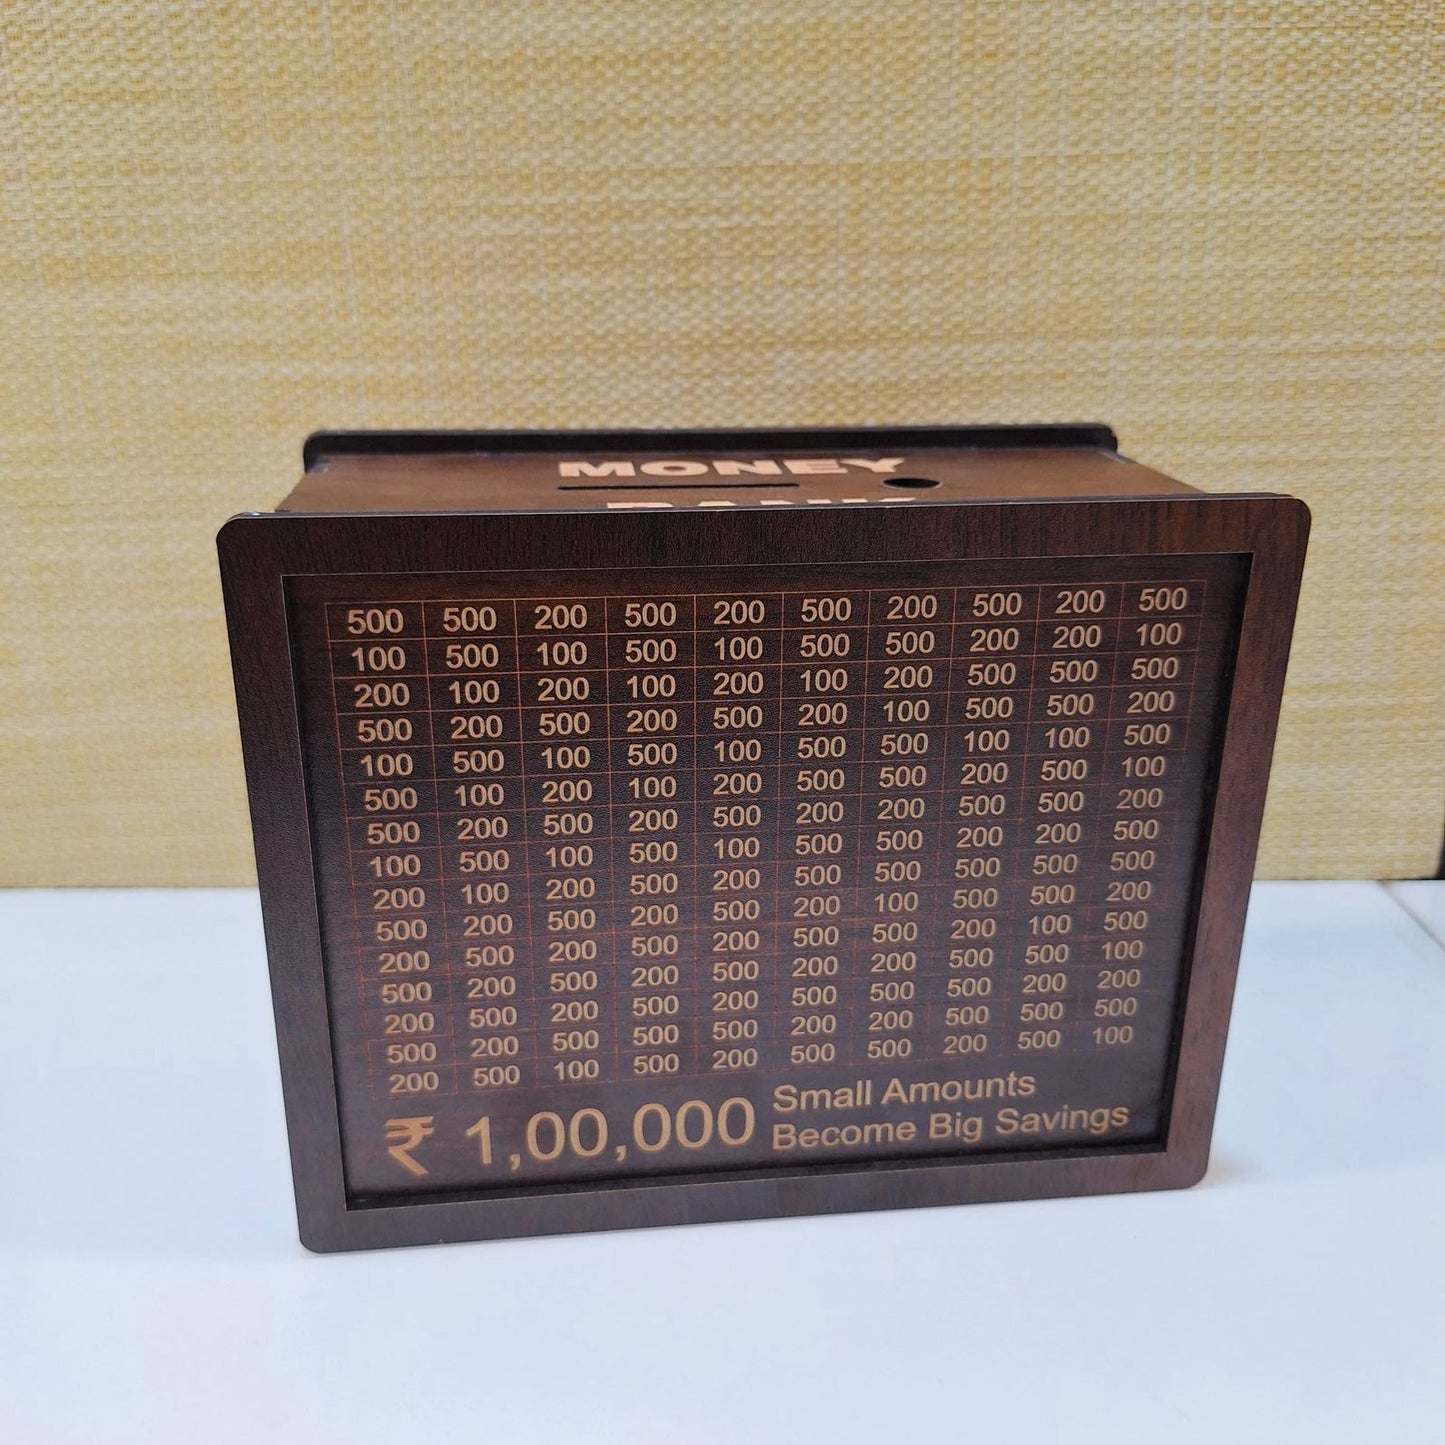 MONEY
BANK
500 500 200 500 200 500 200 500 200 500
100 500 100 500 100 500 500 200 200 100
200 100 200 100 200 100 200 500 500 500
500 200 500 200 500 200 100 500 500 200
100 500 100 500 100 500 500 100 100 500
500 100 200 100 200 500 500 200 500 100
500 200 500 200 500 200 200 500 500 200
100 500 100 500 100 500 500 200 200 500
200 100 200 500 200 500 500 500 500 500
500 200 500 200 500 200 100 500 500 200
200 500 200 500 200 500 500 200 100 500
500 200 500 200 500 200 200 500 500 100
200 500 200 500 200 500 500 500 200 200
500 200 500 500 500 200 200 500 500 500
200 500 100 500 200 500 500 200 500 100
₹ 1,00,000 Small Amounts
Become Big Savings